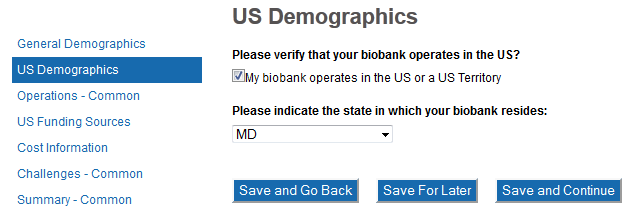 General Demographics
US Demographics
Operations - Common
US Funding Sources
Cost Information
Challenges - Common
Summary - Common
US Demographics
Please verify that your biobank operates in the US?
My biobank operates in the US or a US Territory
Please indicate the state in which your biobank resides:
MD
Save and Go Back
Save For Later
Save and Continue